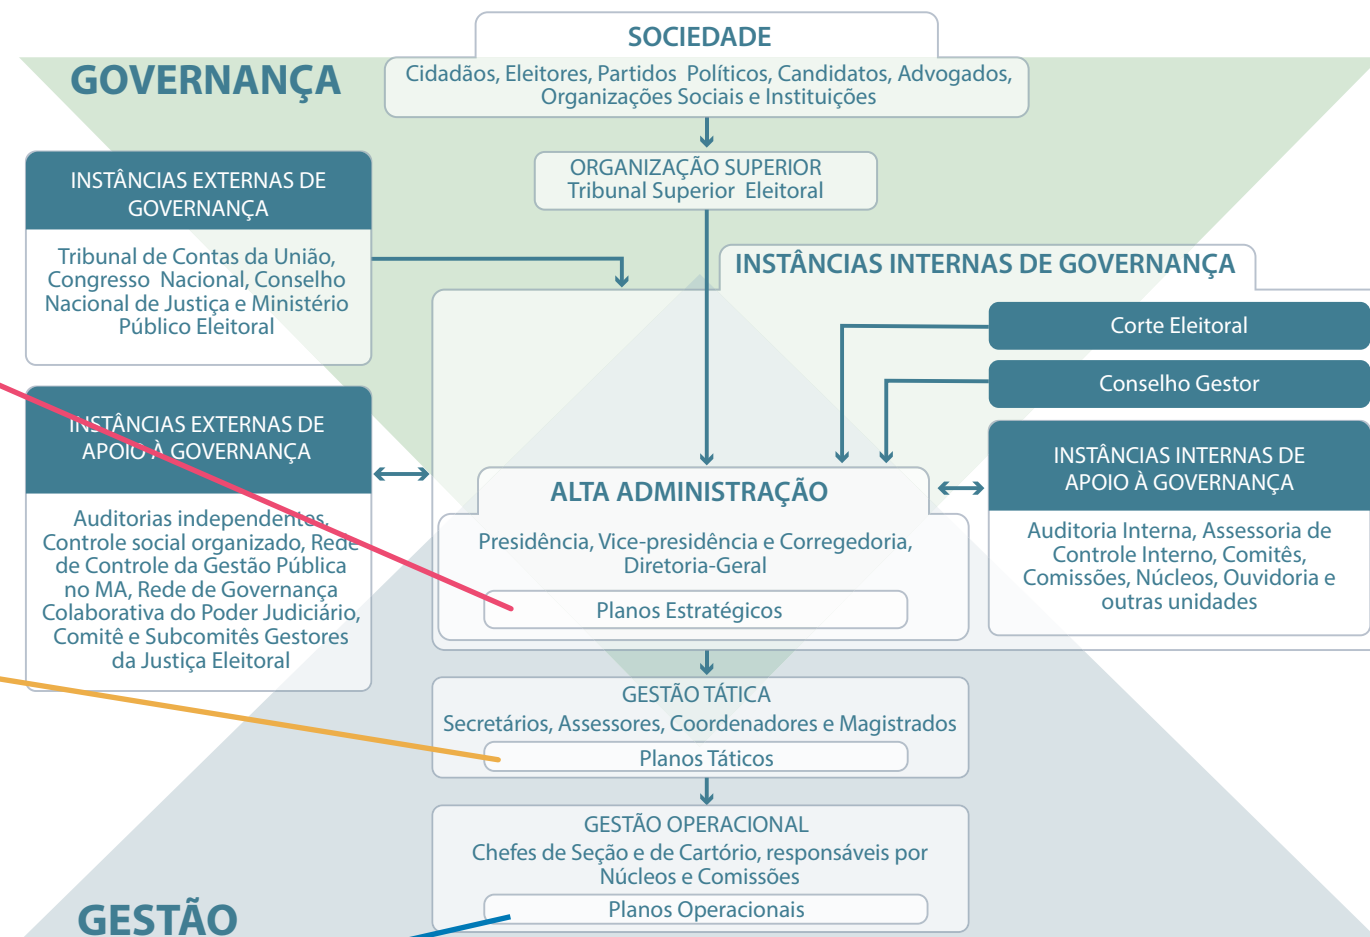 SOCIEDADE
GOVERNANÇA
Cidadãos, Eleitores, Partidos Políticos, Candidatos, Advogados,
Organizações Sociais e Instituições
ORGANIZAÇÃO SUPERIOR
Tribunal Superior Eleitoral
INSTÂNCIAS EXTERNAS DE
GOVERNANÇA
Tribunal de Contas da União,
Congresso Nacional, Conselho
Nacional de Justiça e Ministério
Público Eleitoral
INSTÂNCIAS INTERNAS DE GOVERNANÇA
Corte Eleitoral
Conselho Gestor
INSTÂNCIAS EXTERNAS DE
APOIO À GOVERNANÇA
Auditorias independentes,
Controle social organizado, Rede
de Controle da Gestão Pública
no MA, Rede de Governança
Colaborativa do Poder Judiciário,
Comitê e Subcomitês Gestores
da Justiça Eleitoral
ALTA ADMINISTRAÇÃO
Presidência, Vice-presidência e Corregedoria,
Diretoria-Geral
Planos Estratégicos
INSTÂNCIAS INTERNAS DE
APOIO À GOVERNANÇA
Auditoria Interna, Assessoria de
Controle Interno, Comitês,
Comissões, Núcleos, Ouvidoria e
outras unidades
GESTÃO TÁTICA
Secretários, Assessores, Coordenadores e Magistrados
Planos Táticos
GESTÃO OPERACIONAL
Chefes de Seção e de Cartório, responsáveis por
Núcleos e Comissões
Planos Operacionais
GESTÃO